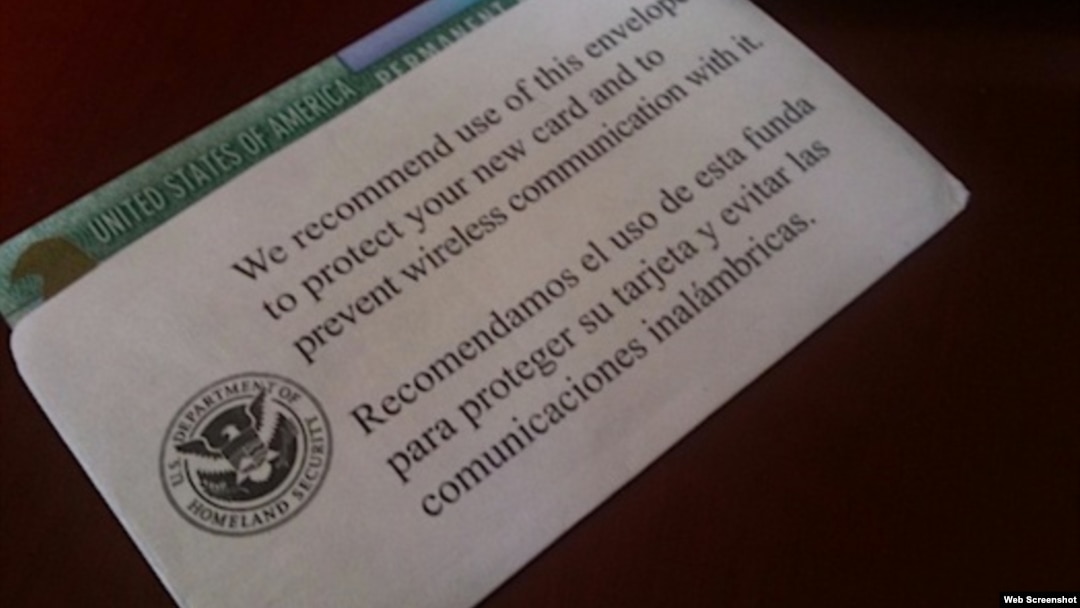 UNITED STATES OF AMERICA PERMANENT
We recommend use of this envelope
to protect your new card and to
prevent wireless communication with it.
Recomendamos el uso de esta funda
para proteger su tarjeta y evitar las
comunicaciones inalámbricas.
U.S. DEPARTMENT OF
HOMELAND SECURITY
Web Screenshot